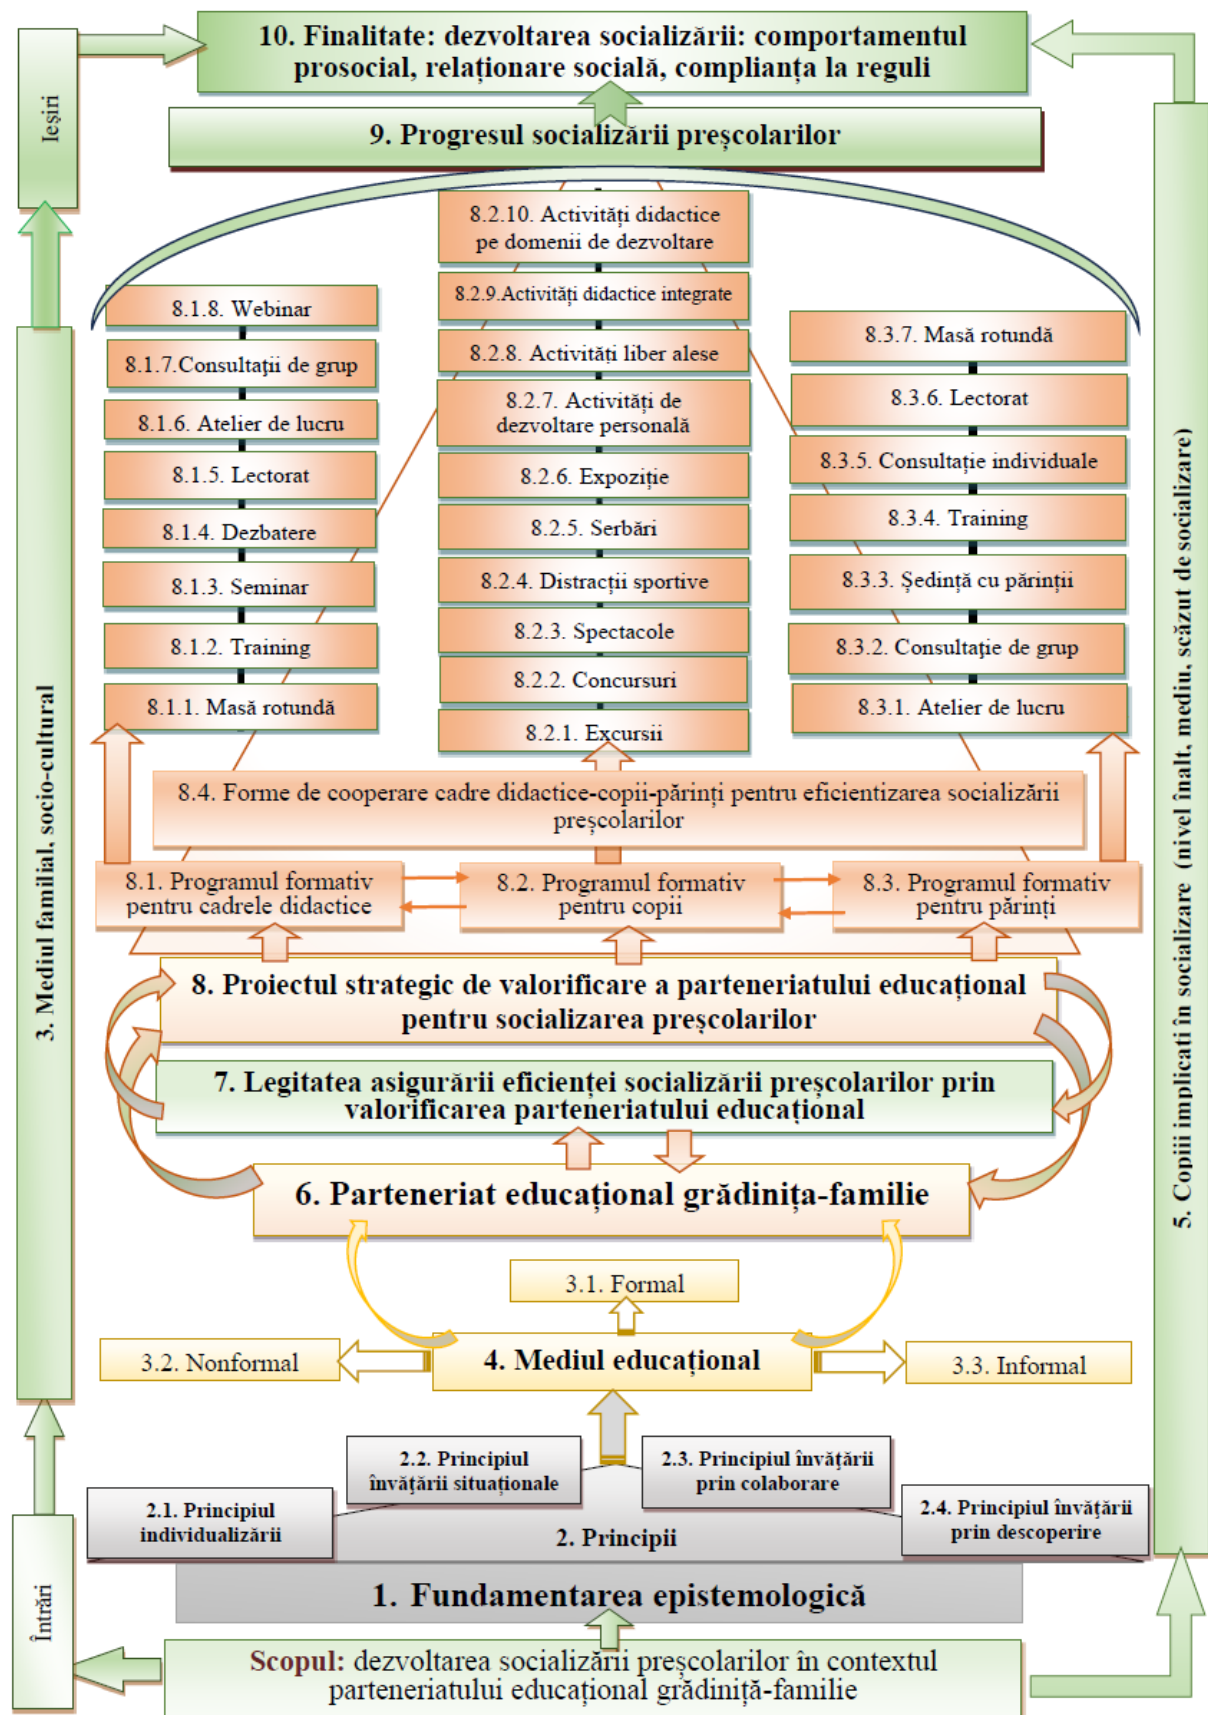 10. Finalitate: dezvoltarea socializării: comportamentul
prosocial, relaționare socială, complianța la reguli
Ieșiri
9. Progresul socializării preșcolarilor
8.2.10. Activități didactice
pe domenii de dezvoltare
8.2.9.Activități didactice integrate
8.2.8. Activități liber alese
8.2.7. Activități de
dezvoltare personală
8.2.6. Expoziție
8.2.5. Serbări
8.2.4. Distracții sportive
8.2.3. Spectacole
8.2.2. Concursuri
8.2.1. Excursii
8.1.8. Webinar
8.1.7.Consultaţii de grup
8.1.6. Atelier de lucru
8.1.5. Lectorat
8.1.4. Dezbatere
8.1.3. Seminar
8.1.2. Training
8.1.1. Masă rotundă
8.3.7. Masă rotundă
8.3.6. Lectorat
8.3.5. Consultație individuale
8.3.4. Training
8.3.3. Ședință cu părinții
8.3.2. Consultaţie de grup
8.3.1. Atelier de lucru
3. Mediul familial, socio-cultural
5. Copiii implicati în socializare (nivel înalt, mediu, scăzut de socializare)
8.4. Forme de cooperare cadre didactice-copii-părinți pentru eficientizarea socializării
preșcolarilor
8.1. Programul formativ
pentru cadrele didactice
8.2. Programul formativ
pentru copii
8.3. Programul formativ
pentru părinți
8. Proiectul strategic de valorificare a parteneriatului educațional
pentru socializarea preșcolarilor
7. Legitatea asigurării eficienței socializării preșcolarilor prin
valorificarea parteneriatului educațional
6. Parteneriat educațional grădinița-familie
3.1. Formal
3.2. Nonformal
4. Mediul educațional
3.3. Informal
2.2. Principiul
învăţării situaționale
2.3. Principiul învăţării
prin colaborare
2.1. Principiul
individualizării
2.4. Principiul învăţării
prin descoperire
2. Principii
1. Fundamentarea epistemologică
Întrări
Scopul: dezvoltarea socializării preșcolarilor în contextul
parteneriatului educațional grădiniță-familie